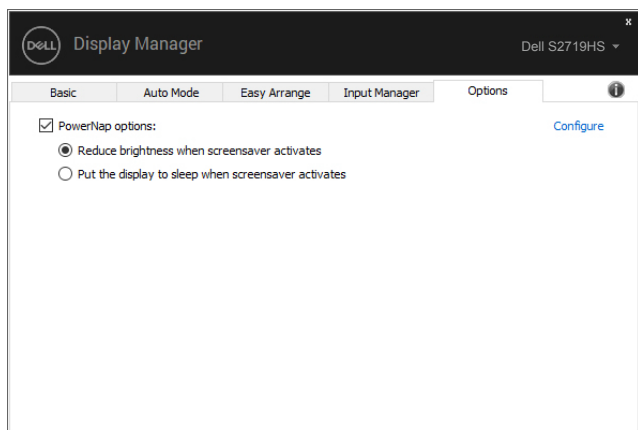 x
DELL Display Manager
Dell S2719HS
Basic Auto Mode Easy Arrange Input Manager Options
PowerNap options: Configure
Reduce brightness when screensaver activates
Put the display to sleep when screensaver activates